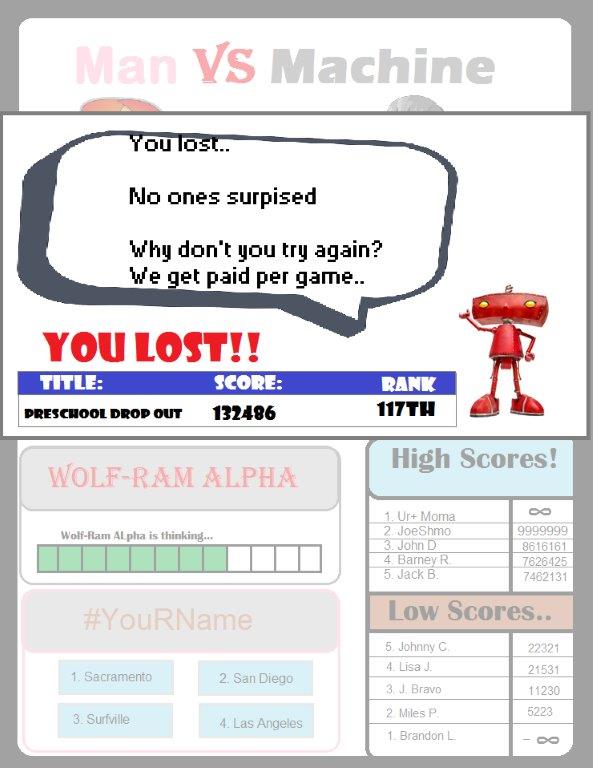 Man VS Machine
You lost..
No ones surpised
Why don't you try again?
We get paid per game..
YOU LOST!!
TITLE: SCORE: RANK
PRESCHOOL DROP OUT 132486 117TH
WOLF-RAM ALPHA
Wolf-Ram ALpha is thinking...
#YouRName
1. Sacramento 2. San Diego
3. Surfville 4. Las Angeles
High Scores!
1. Ur+ Moma ∞
2. JoeShmo 9999999
3. John D 8616161
4. Barney R. 7626425
5. Jack B. 7462131
Low Scores..
5. Johnny C. 22321
4. Lisa J. 21531
3. J. Bravo 11230
2. Miles P. 5223
1. Brandon L. - ∞